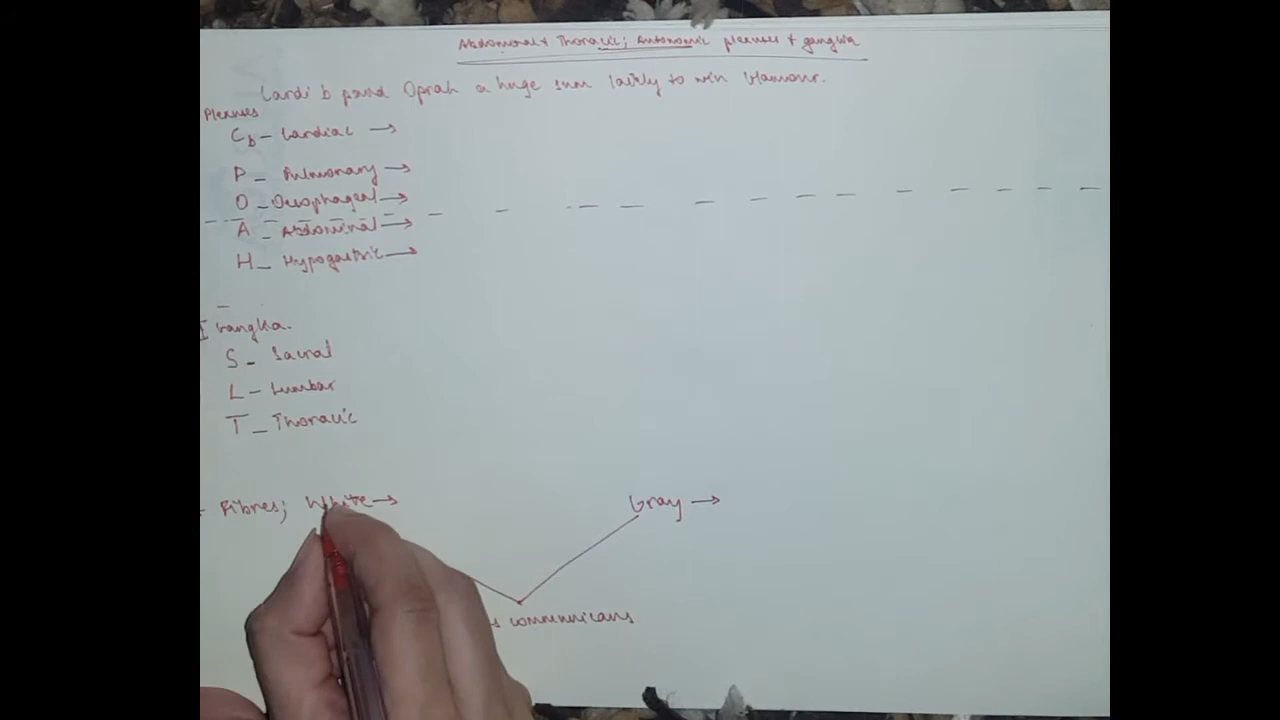 Abdominal & Thoracic; Autonomic plexuses & ganglia
Cardi b paid Oprah a huge sum lately to win Glamour.
Plexuses
Cb - Cardiac →
P - Pulmonary →
O - Oesophageal →
A - Abdominal →
H - Hypogastric →
Ganglia.
S - Sacral
L - Lumbar
T - Thoracic
Fibres; White → Gray →
communicans